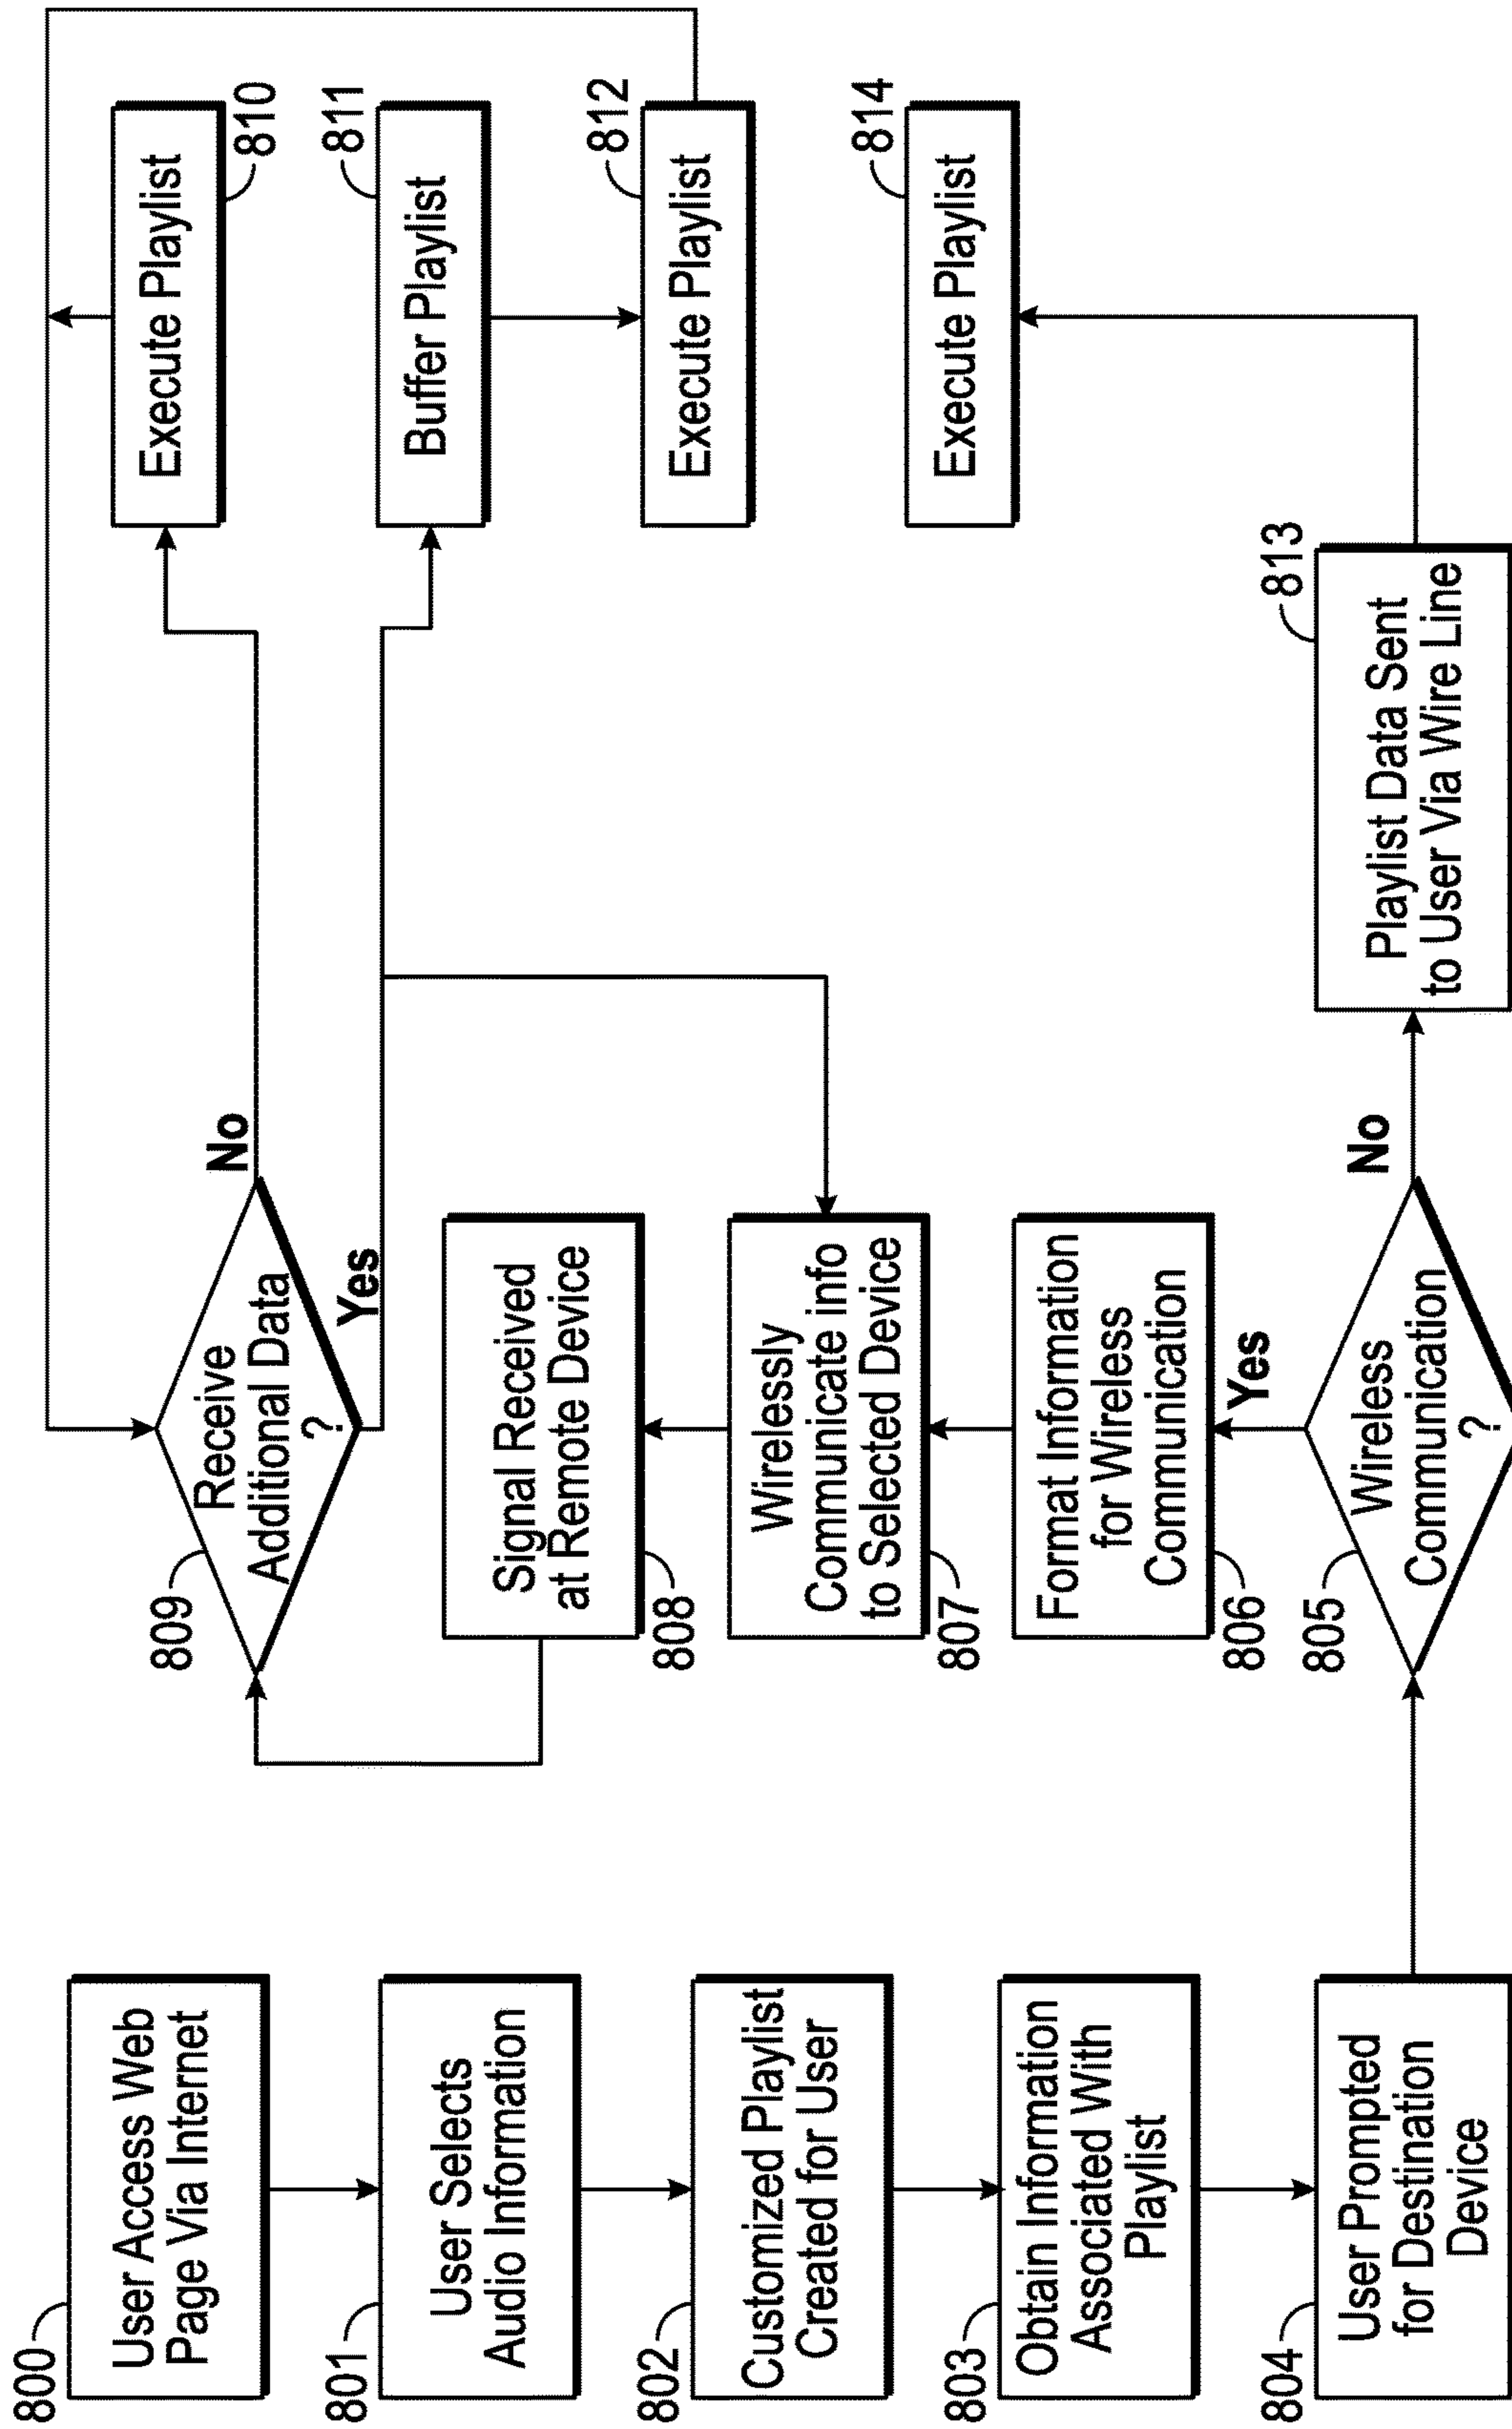 800
User Access Web
Page Via Internet
801
User Selects
Audio Information
802
Customized Playlist
Created for User
803
Obtain Information
Associated With
Playlist
804
User Prompted
for Destination
Device
805
Wireless
Communication
?
Yes
No
806
Format Information
for Wireless
Communication
807
Wirelessly
Communicate info
to Selected Device
808
Signal Received
at Remote Device
809
Receive
Additional Data
?
No
Yes
Execute Playlist
810
811
Buffer Playlist
812
Execute Playlist
813
Playlist Data Sent
to User Via Wire Line
814
Execute Playlist